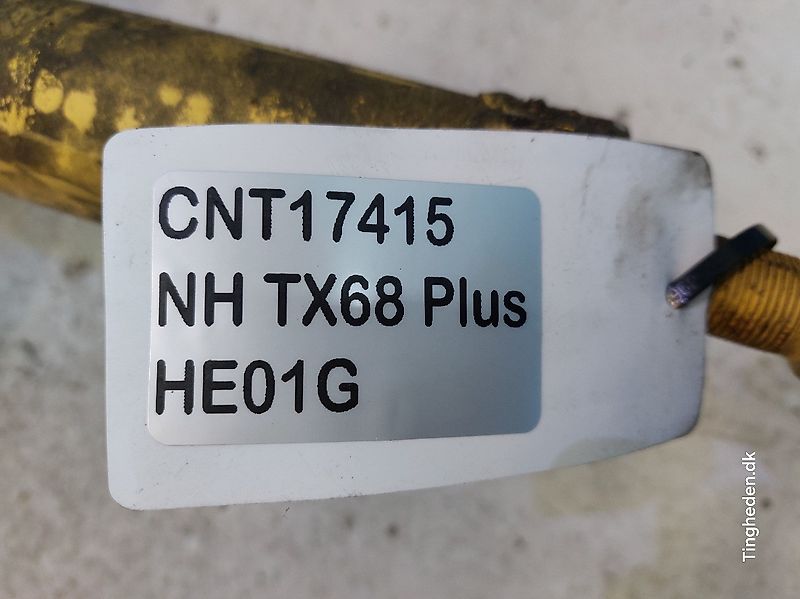 CNT17415
NH TX68 Plus
HE01G
Tingheden.dk